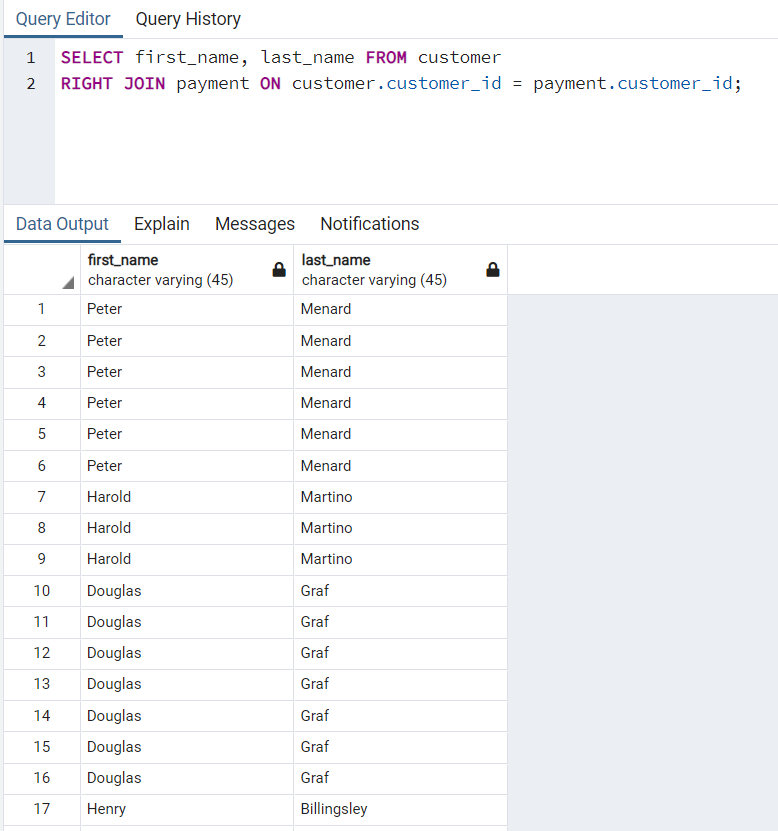 Query Editor Query History
1 SELECT first_name, last_name FROM customer
2 RIGHT JOIN payment ON customer.customer_id = payment.customer_id;
Data Output Explain Messages Notifications
first_name last_name
character varying (45) character varying (45)
1 Peter Menard
2 Peter Menard
3 Peter Menard
4 Peter Menard
5 Peter Menard
6 Peter Menard
7 Harold Martino
8 Harold Martino
9 Harold Martino
10 Douglas Graf
11 Douglas Graf
12 Douglas Graf
13 Douglas Graf
14 Douglas Graf
15 Douglas Graf
16 Douglas Graf
17 Henry Billingsley